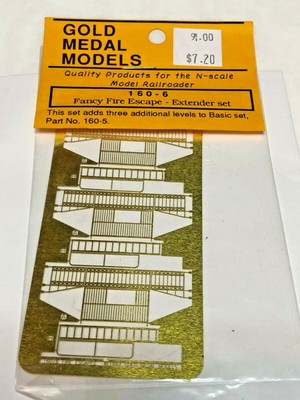 GOLD
MEDAL
MODELS
9.00
$7.20
Quality Products for the N-scale
Model Railroader
160-6
Fancy Fire Escape - Extender set
This set adds three additional levels to Basic set,
Part No. 160-5.